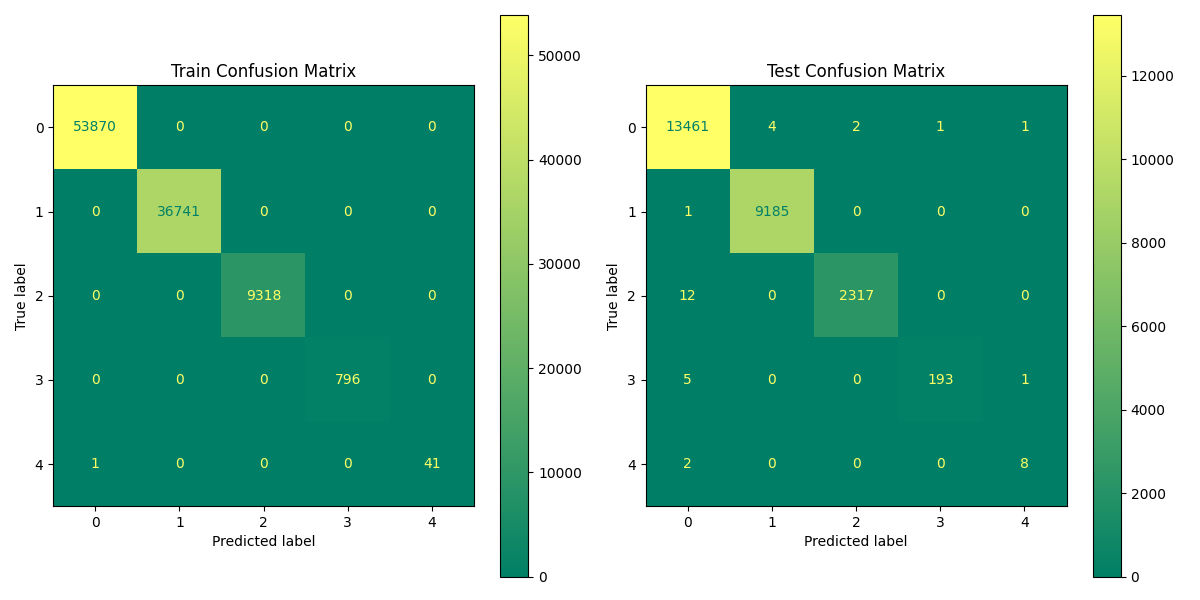 Train Confusion Matrix
True label
0 53870 0 0 0 0
1 0 36741 0 0 0
2 0 0 9318 0 0
3 0 0 0 796 0
4 1 0 0 0 41
0 1 2 3 4
Predicted label
50000
40000
30000
20000
10000
0
Test Confusion Matrix
True label
0 13461 4 2 1 1
1 1 9185 0 0 0
2 12 0 2317 0 0
3 5 0 0 193 1
4 2 0 0 0 8
0 1 2 3 4
Predicted label
12000
10000
8000
6000
4000
2000
0